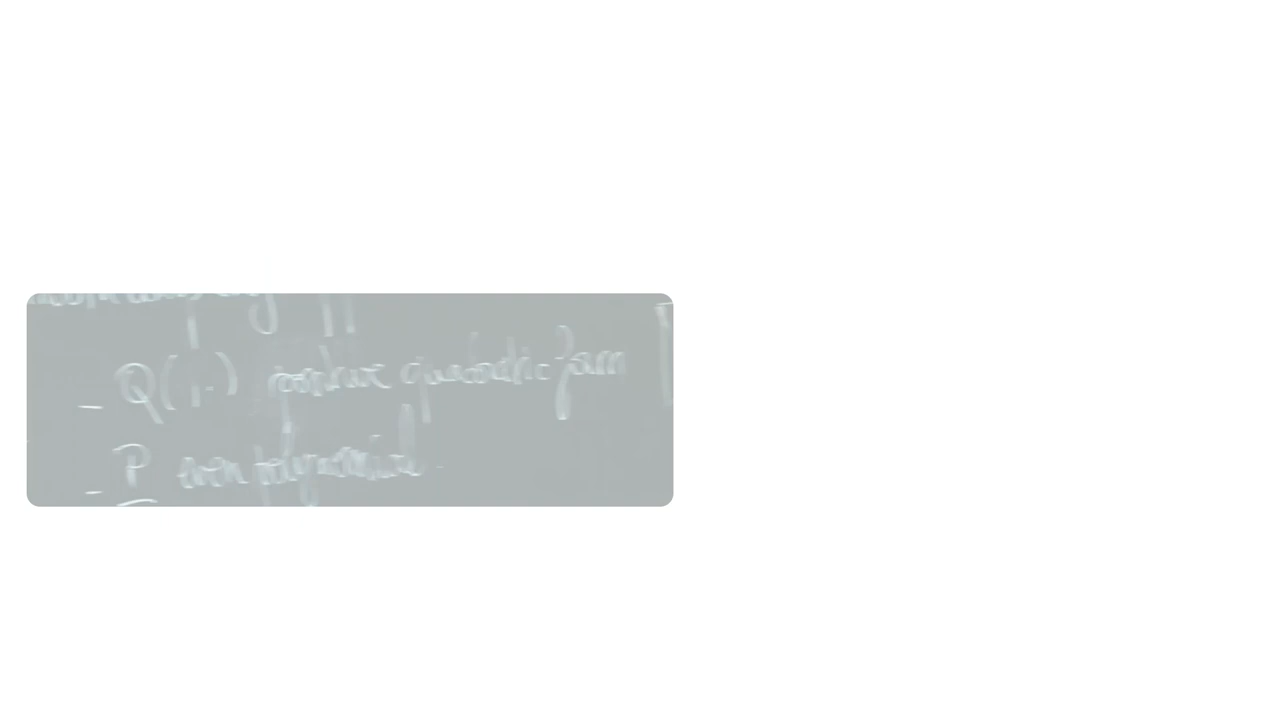 - Q(·,·) positive quadratic form
- P even polynomial